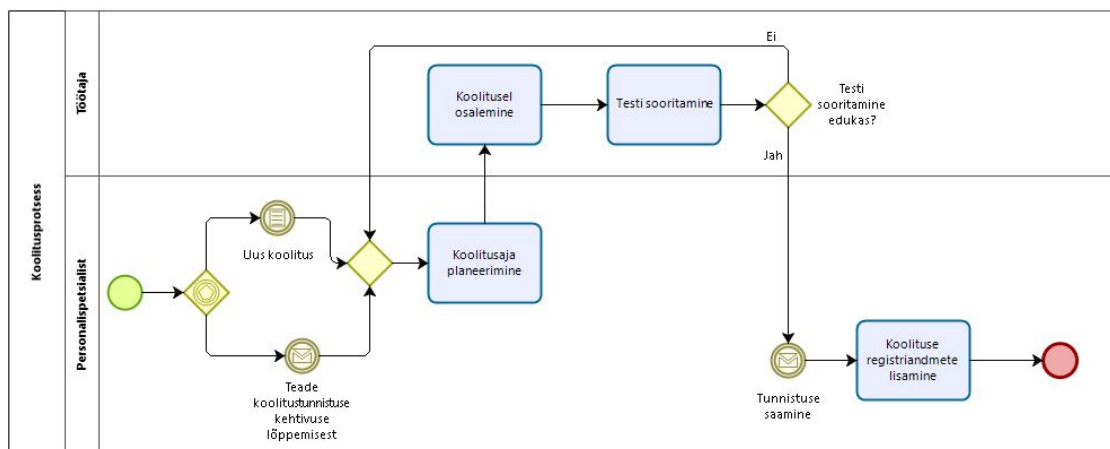 Koolitusprotsess
Töötaja
Ei
Koolitusel
osalemine
Testi sooritamine
Testi
sooritamine
edukas?
Jah
Personalispetsialist
Uus koolitus
Koolitusaja
planeerimine
Teade
koolitustunnistuse
kehtivuse
lõppemisest
Tunnistuse
saamine
Koolituse
registriandmete
lisamine